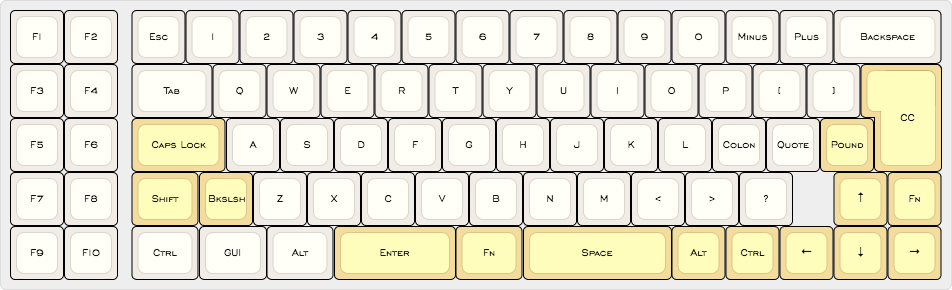 F1 F2 Esc 1 2 3 4 5 6 7 8 9 0 Minus Plus Backspace
F3 F4 Tab Q W E R T Y U I O P [ ] CC
F5 F6 Caps Lock A S D F G H J K L Colon Quote Pound
F7 F8 Shift Bkslsh Z X C V B N M < > ? ↑ Fn
F9 F10 Ctrl GUI Alt Enter Fn Space Alt Ctrl ← ↓ →